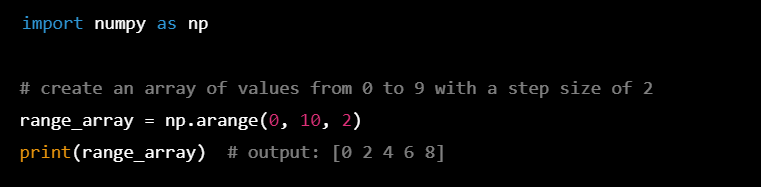 import numpy as np
# create an array of values from 0 to 9 with a step size of 2
range_array = np.arange(0, 10, 2)
print(range_array)  # output: [0 2 4 6 8]